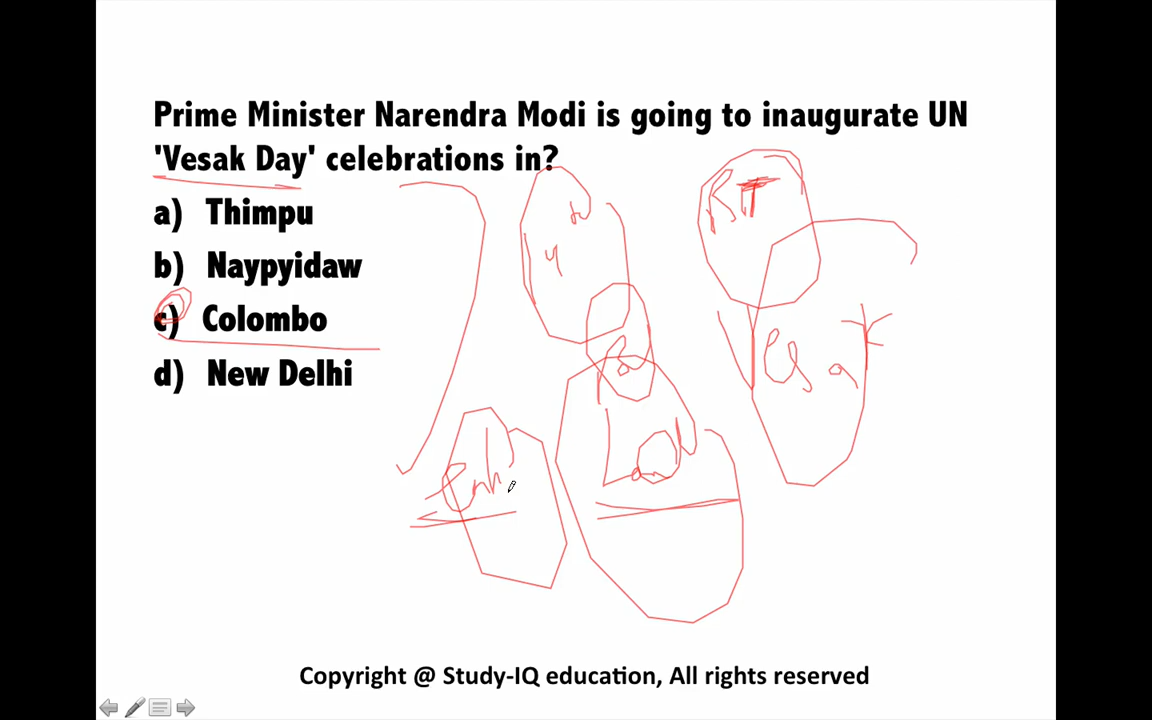 Prime Minister Narendra Modi is going to inaugurate UN
'Vesak Day' celebrations in?
a) Thimpu
b) Naypyidaw
c) Colombo
d) New Delhi
Copyright @ Study-IQ education, All rights reserved